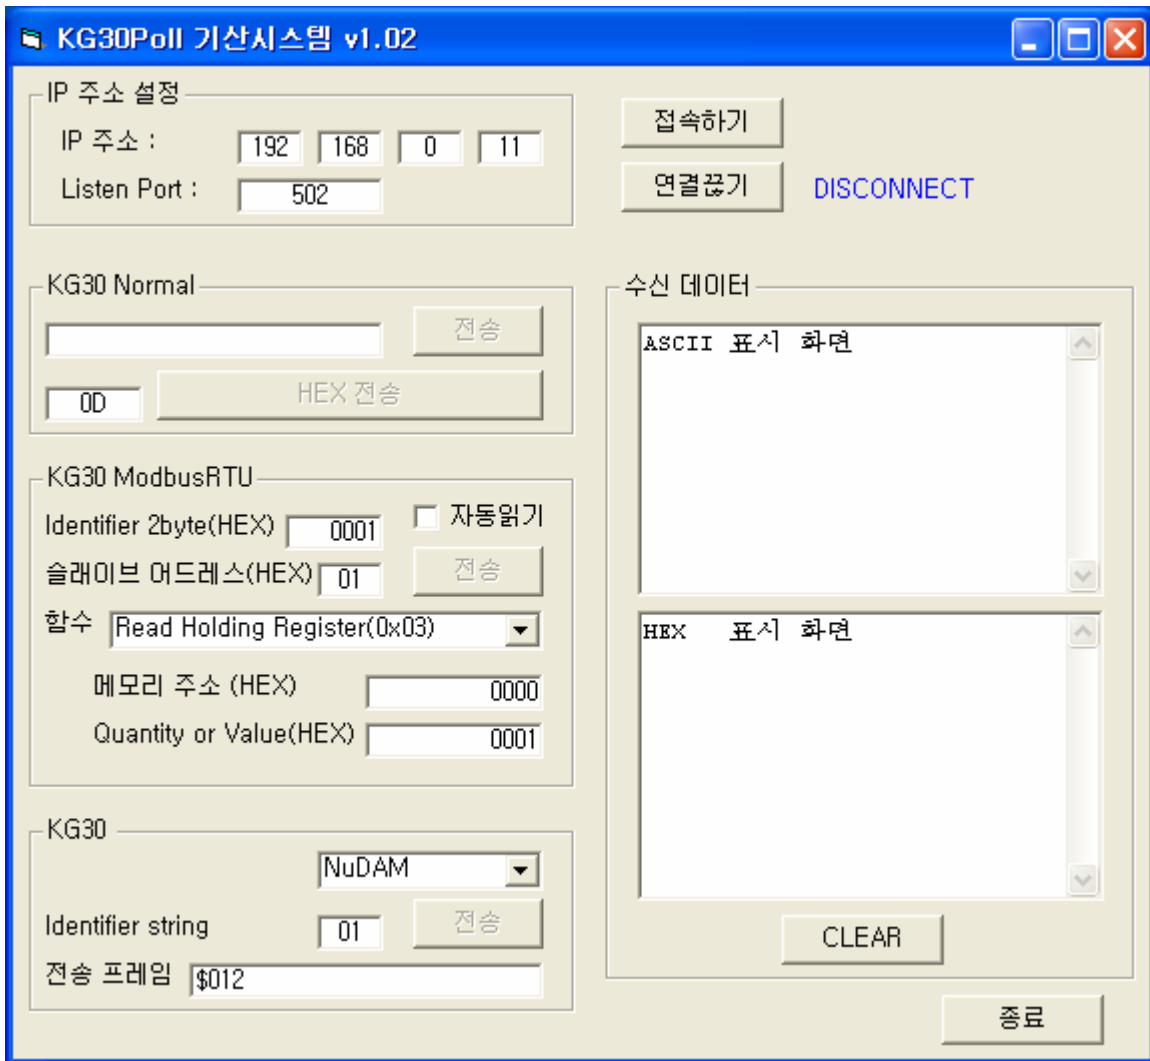 KG30Poll 기산시스템 v1.02
IP 주소 설정
IP 주소 : 192 168 0 11
Listen Port : 502
접속하기
연결끊기 DISCONNECT
KG30 Normal
전송
0D HEX 전송
KG30 ModbusRTU
Identifier 2byte(HEX) 0001 자동읽기
슬래이브 어드레스(HEX) 01 전송
함수 Read Holding Register(0x03)
메모리 주소 (HEX) 0000
Quantity or Value(HEX) 0001
KG30
NuDAM
Identifier string 01 전송
전송 프레임 $012
수신 데이터
ASCII 표시 화면
HEX 표시 화면
CLEAR
종료